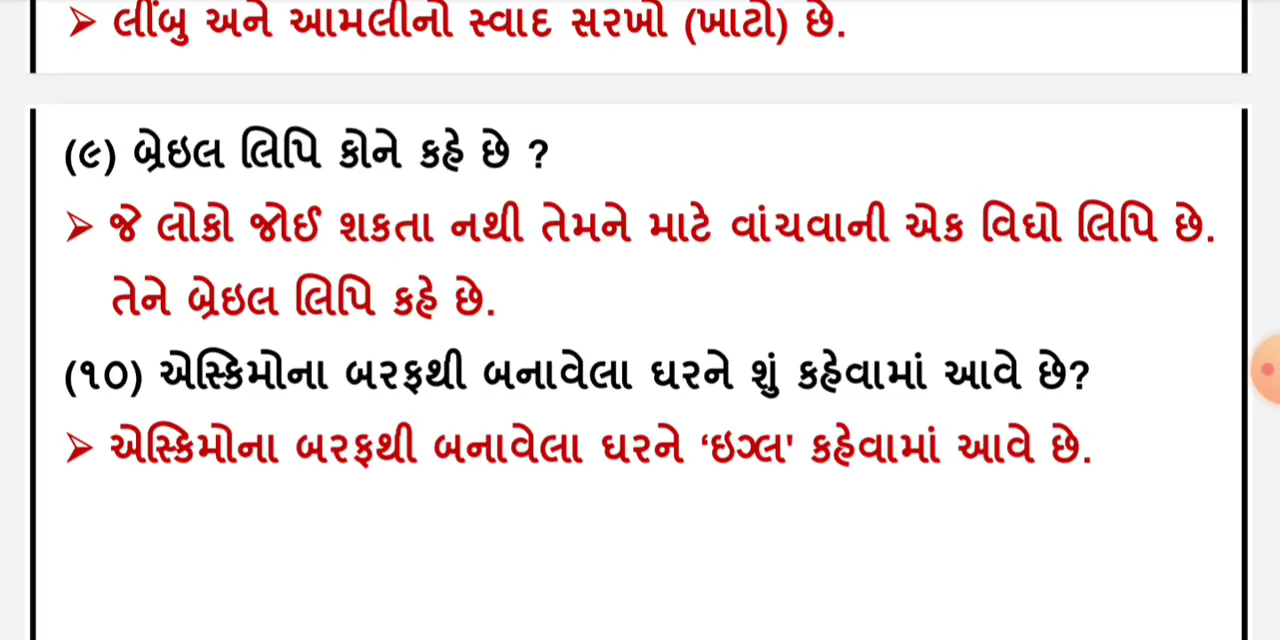 ➤ લીંબુ અને આમલીનો સ્વાદ સરખો (ખાટો) છે.
(૯) બ્રેઇલ લિપિ કોને કહે છે ?
➤ જે લોકો જોઈ શકતા નથી તેમને માટે વાંચવાની એક વિઘો લિપિ છે.
તેને બ્રેઇલ લિપિ કહે છે.
(૧૦) એસ્કિમોના બરફથી બનાવેલા ઘરને શું કહેવામાં આવે છે?
➤ એસ્કિમોના બરફથી બનાવેલા ઘરને ‘ઇગ્લ' કહેવામાં આવે છે.